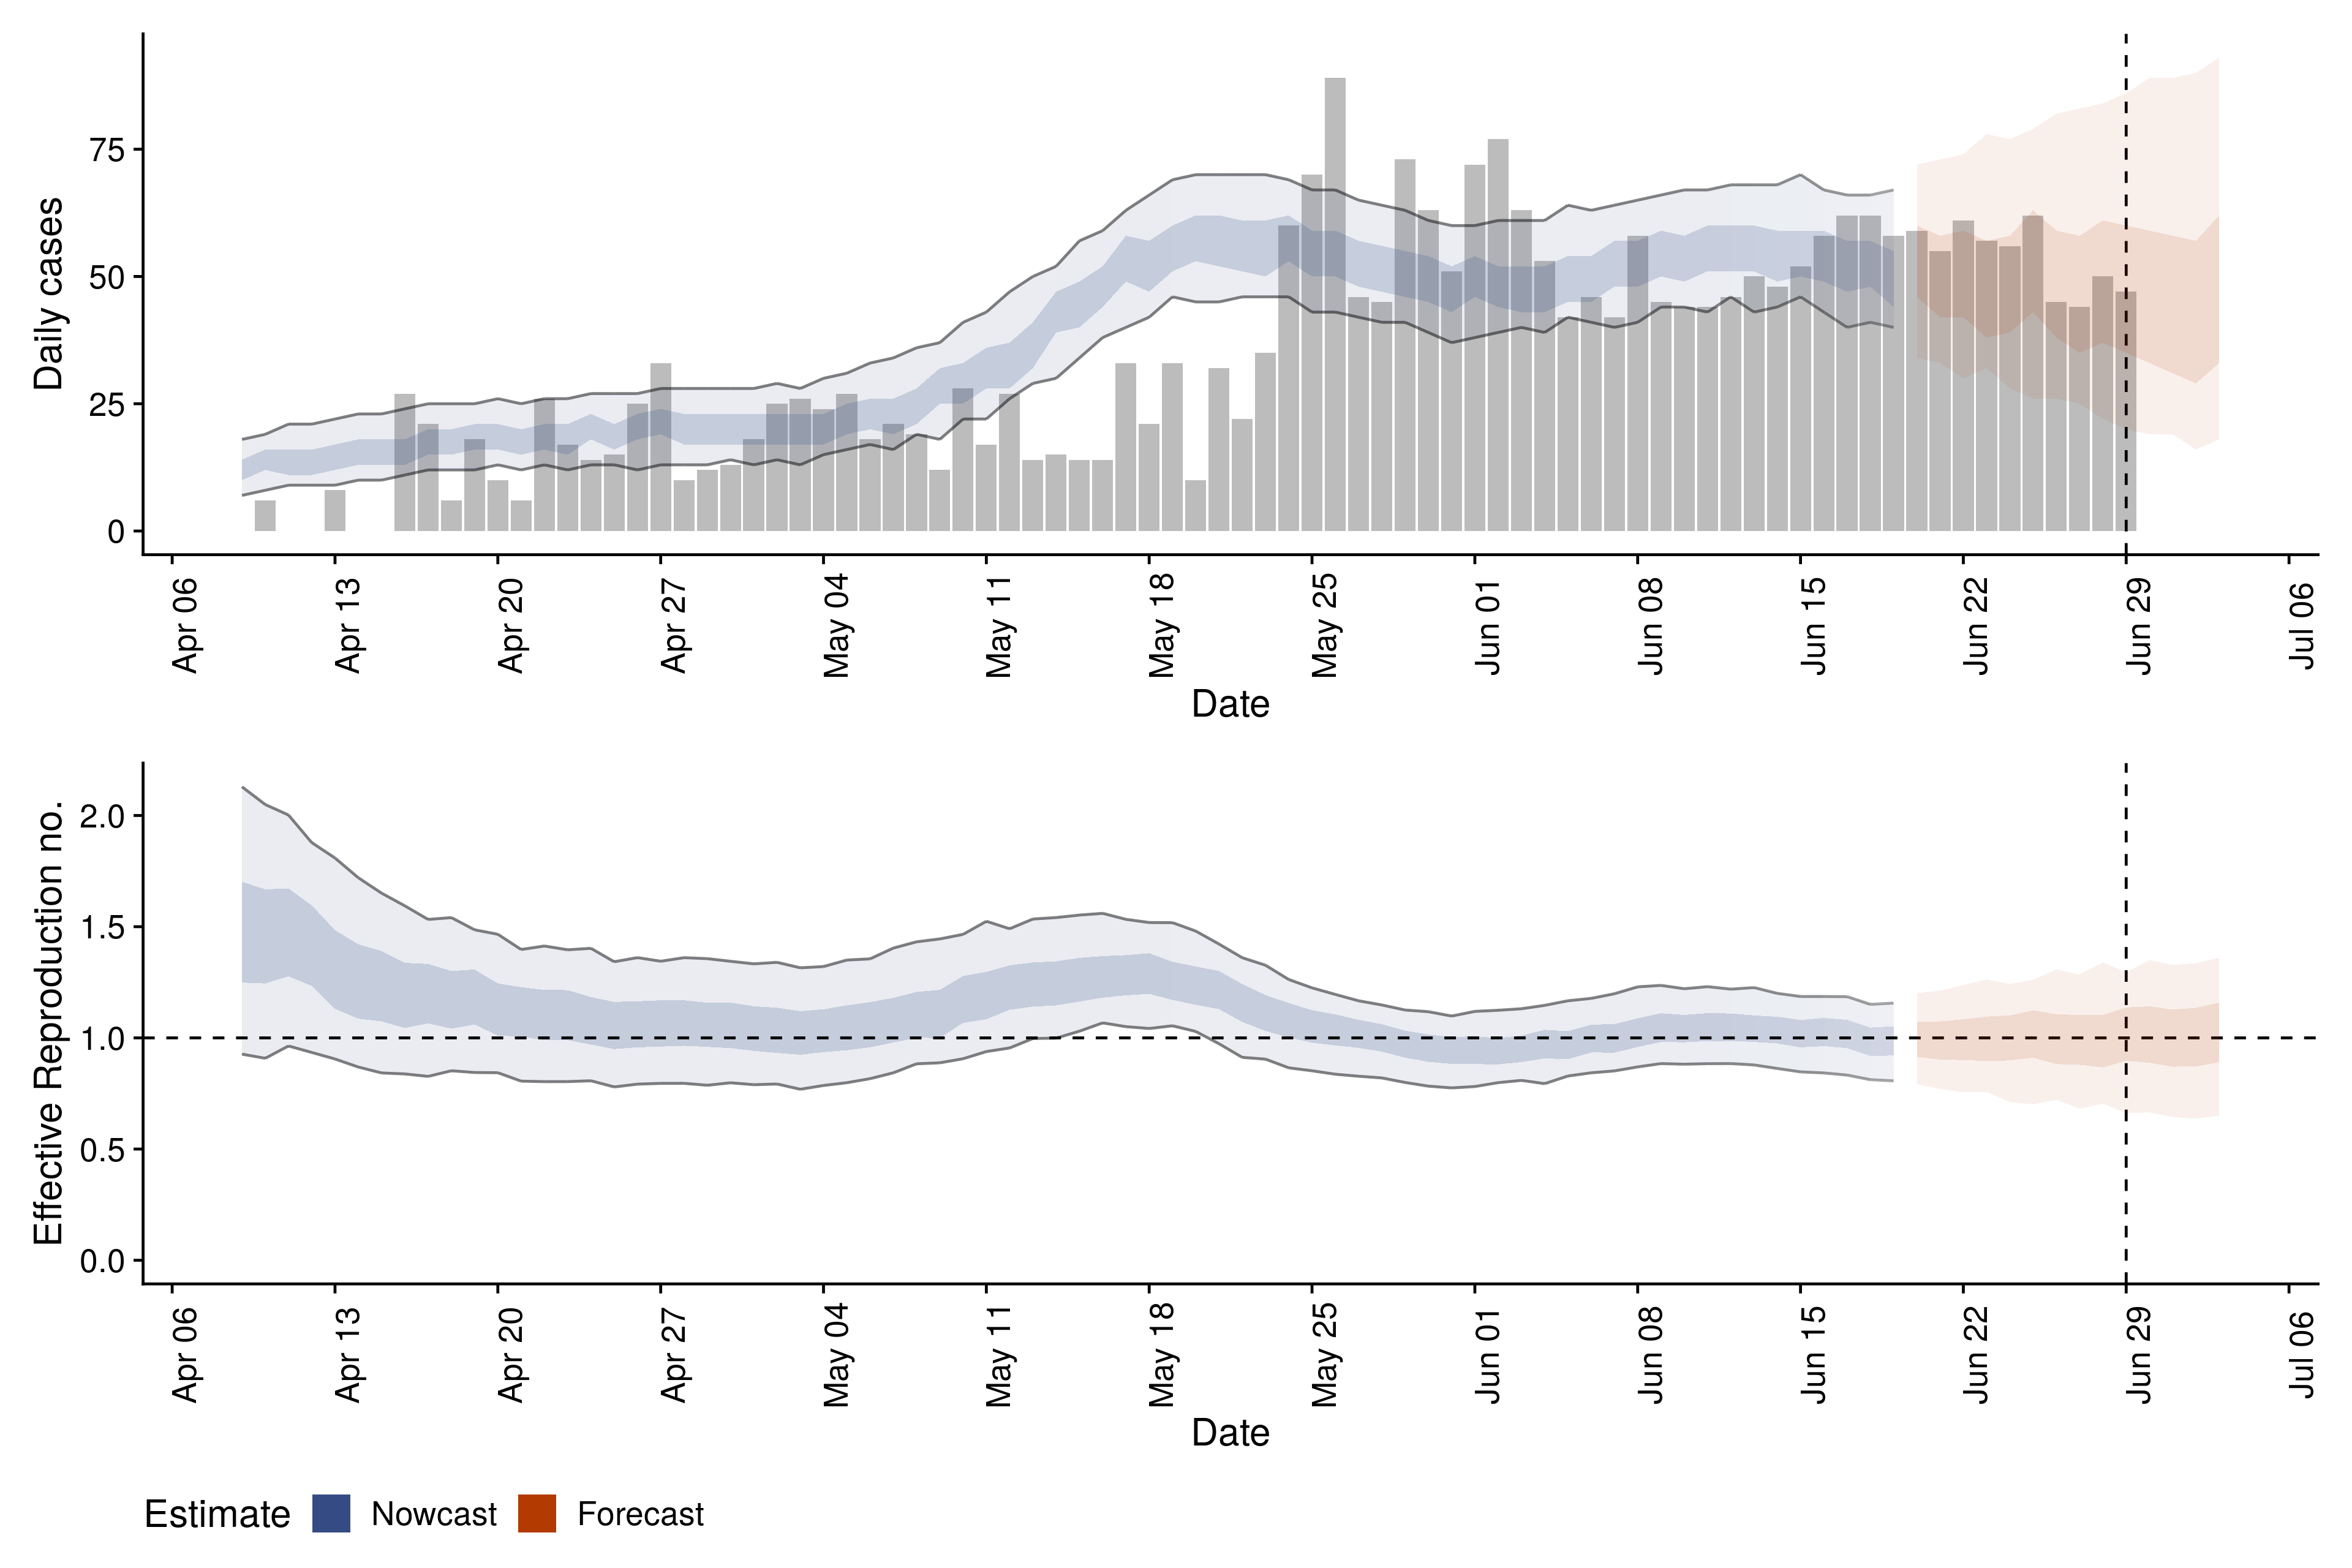 Daily cases
75
50
25
0
Apr 06 Apr 13 Apr 20 Apr 27 May 04 May 11 May 18 May 25 Jun 01 Jun 08 Jun 15 Jun 22 Jun 29 Jul 06
Date
Effective Reproduction no.
2.0
1.5
1.0
0.5
0.0
Apr 06 Apr 13 Apr 20 Apr 27 May 04 May 11 May 18 May 25 Jun 01 Jun 08 Jun 15 Jun 22 Jun 29 Jul 06
Date
Estimate Nowcast Forecast